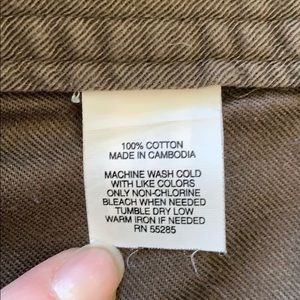 100% COTTON
MADE IN CAMBODIA
MACHINE WASH COLD
WITH LIKE COLORS
ONLY NON-CHLORINE
BLEACH WHEN NEEDED
TUMBLE DRY LOW
WARM IRON IF NEEDED
RN 55285